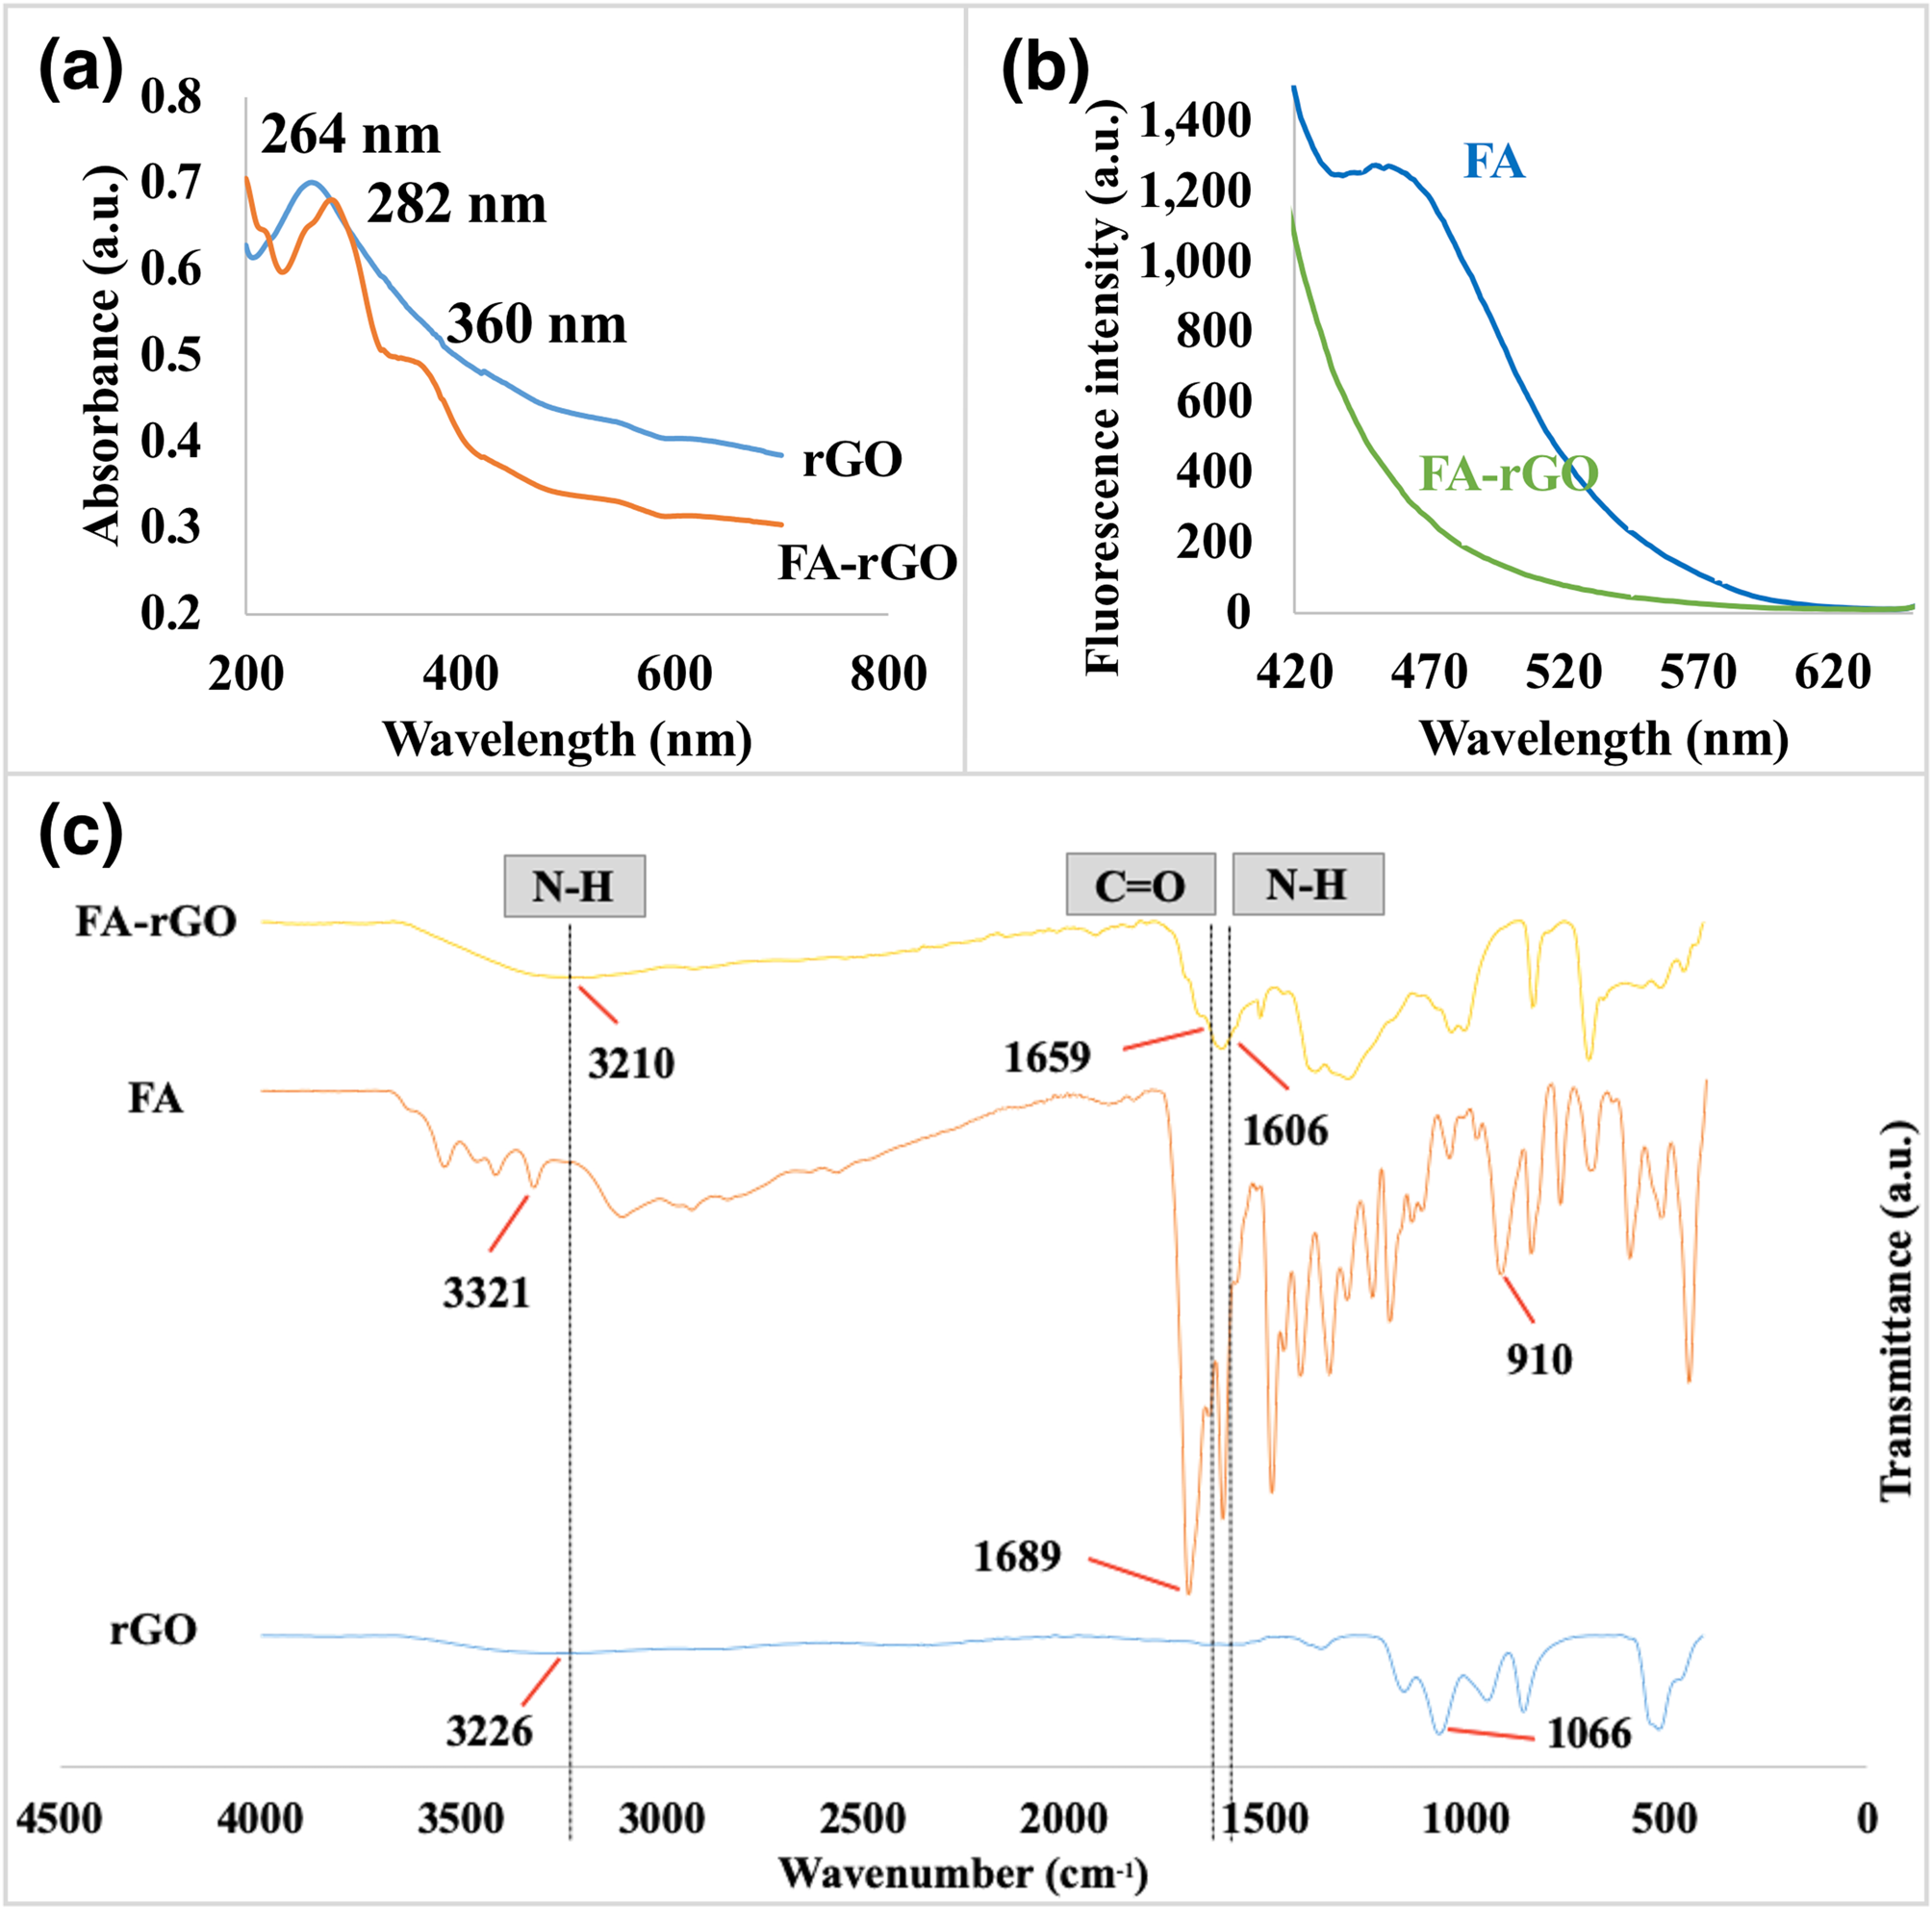 (a)
0.8
0.7
0.6
0.5
0.4
0.3
0.2
Absorbance (a.u.)
264 nm
282 nm
360 nm
rGO
FA-rGO
200 400 600 800
Wavelength (nm)
(b)
1,400
1,200
1,000
800
600
400
200
0
Fluorescence intensity (a.u.)
FA
FA-rGO
420 470 520 570 620
Wavelength (nm)
(c)
N-H C=O N-H
FA-rGO
3210
1659
1606
FA
3321
910
1689
rGO
3226
1066
Transmittance (a.u.)
4500 4000 3500 3000 2500 2000 1500 1000 500 0
Wavenumber (cm-1)